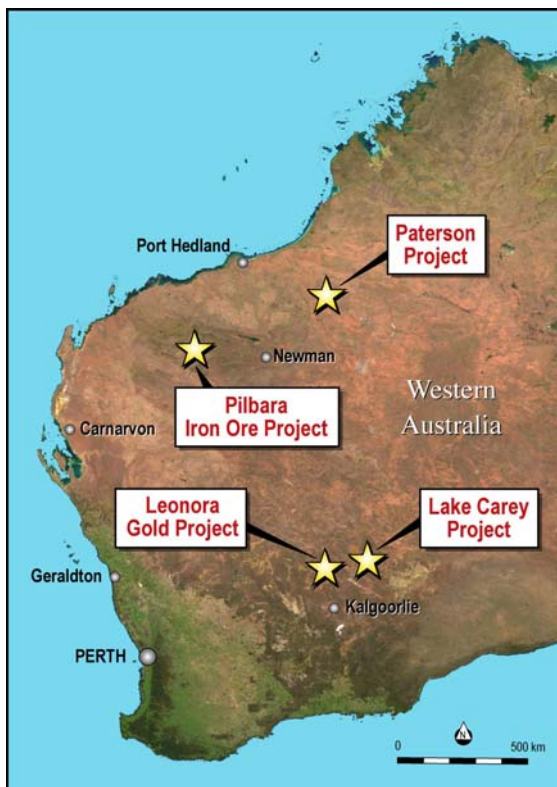 Paterson
Project
Port Hedland
Newman
Western
Australia
Pilbara
Iron Ore Project
Carnarvon
Leonora
Gold Project
Lake Carey
Project
Geraldton
Kalgoorlie
PERTH
N
0
500 km